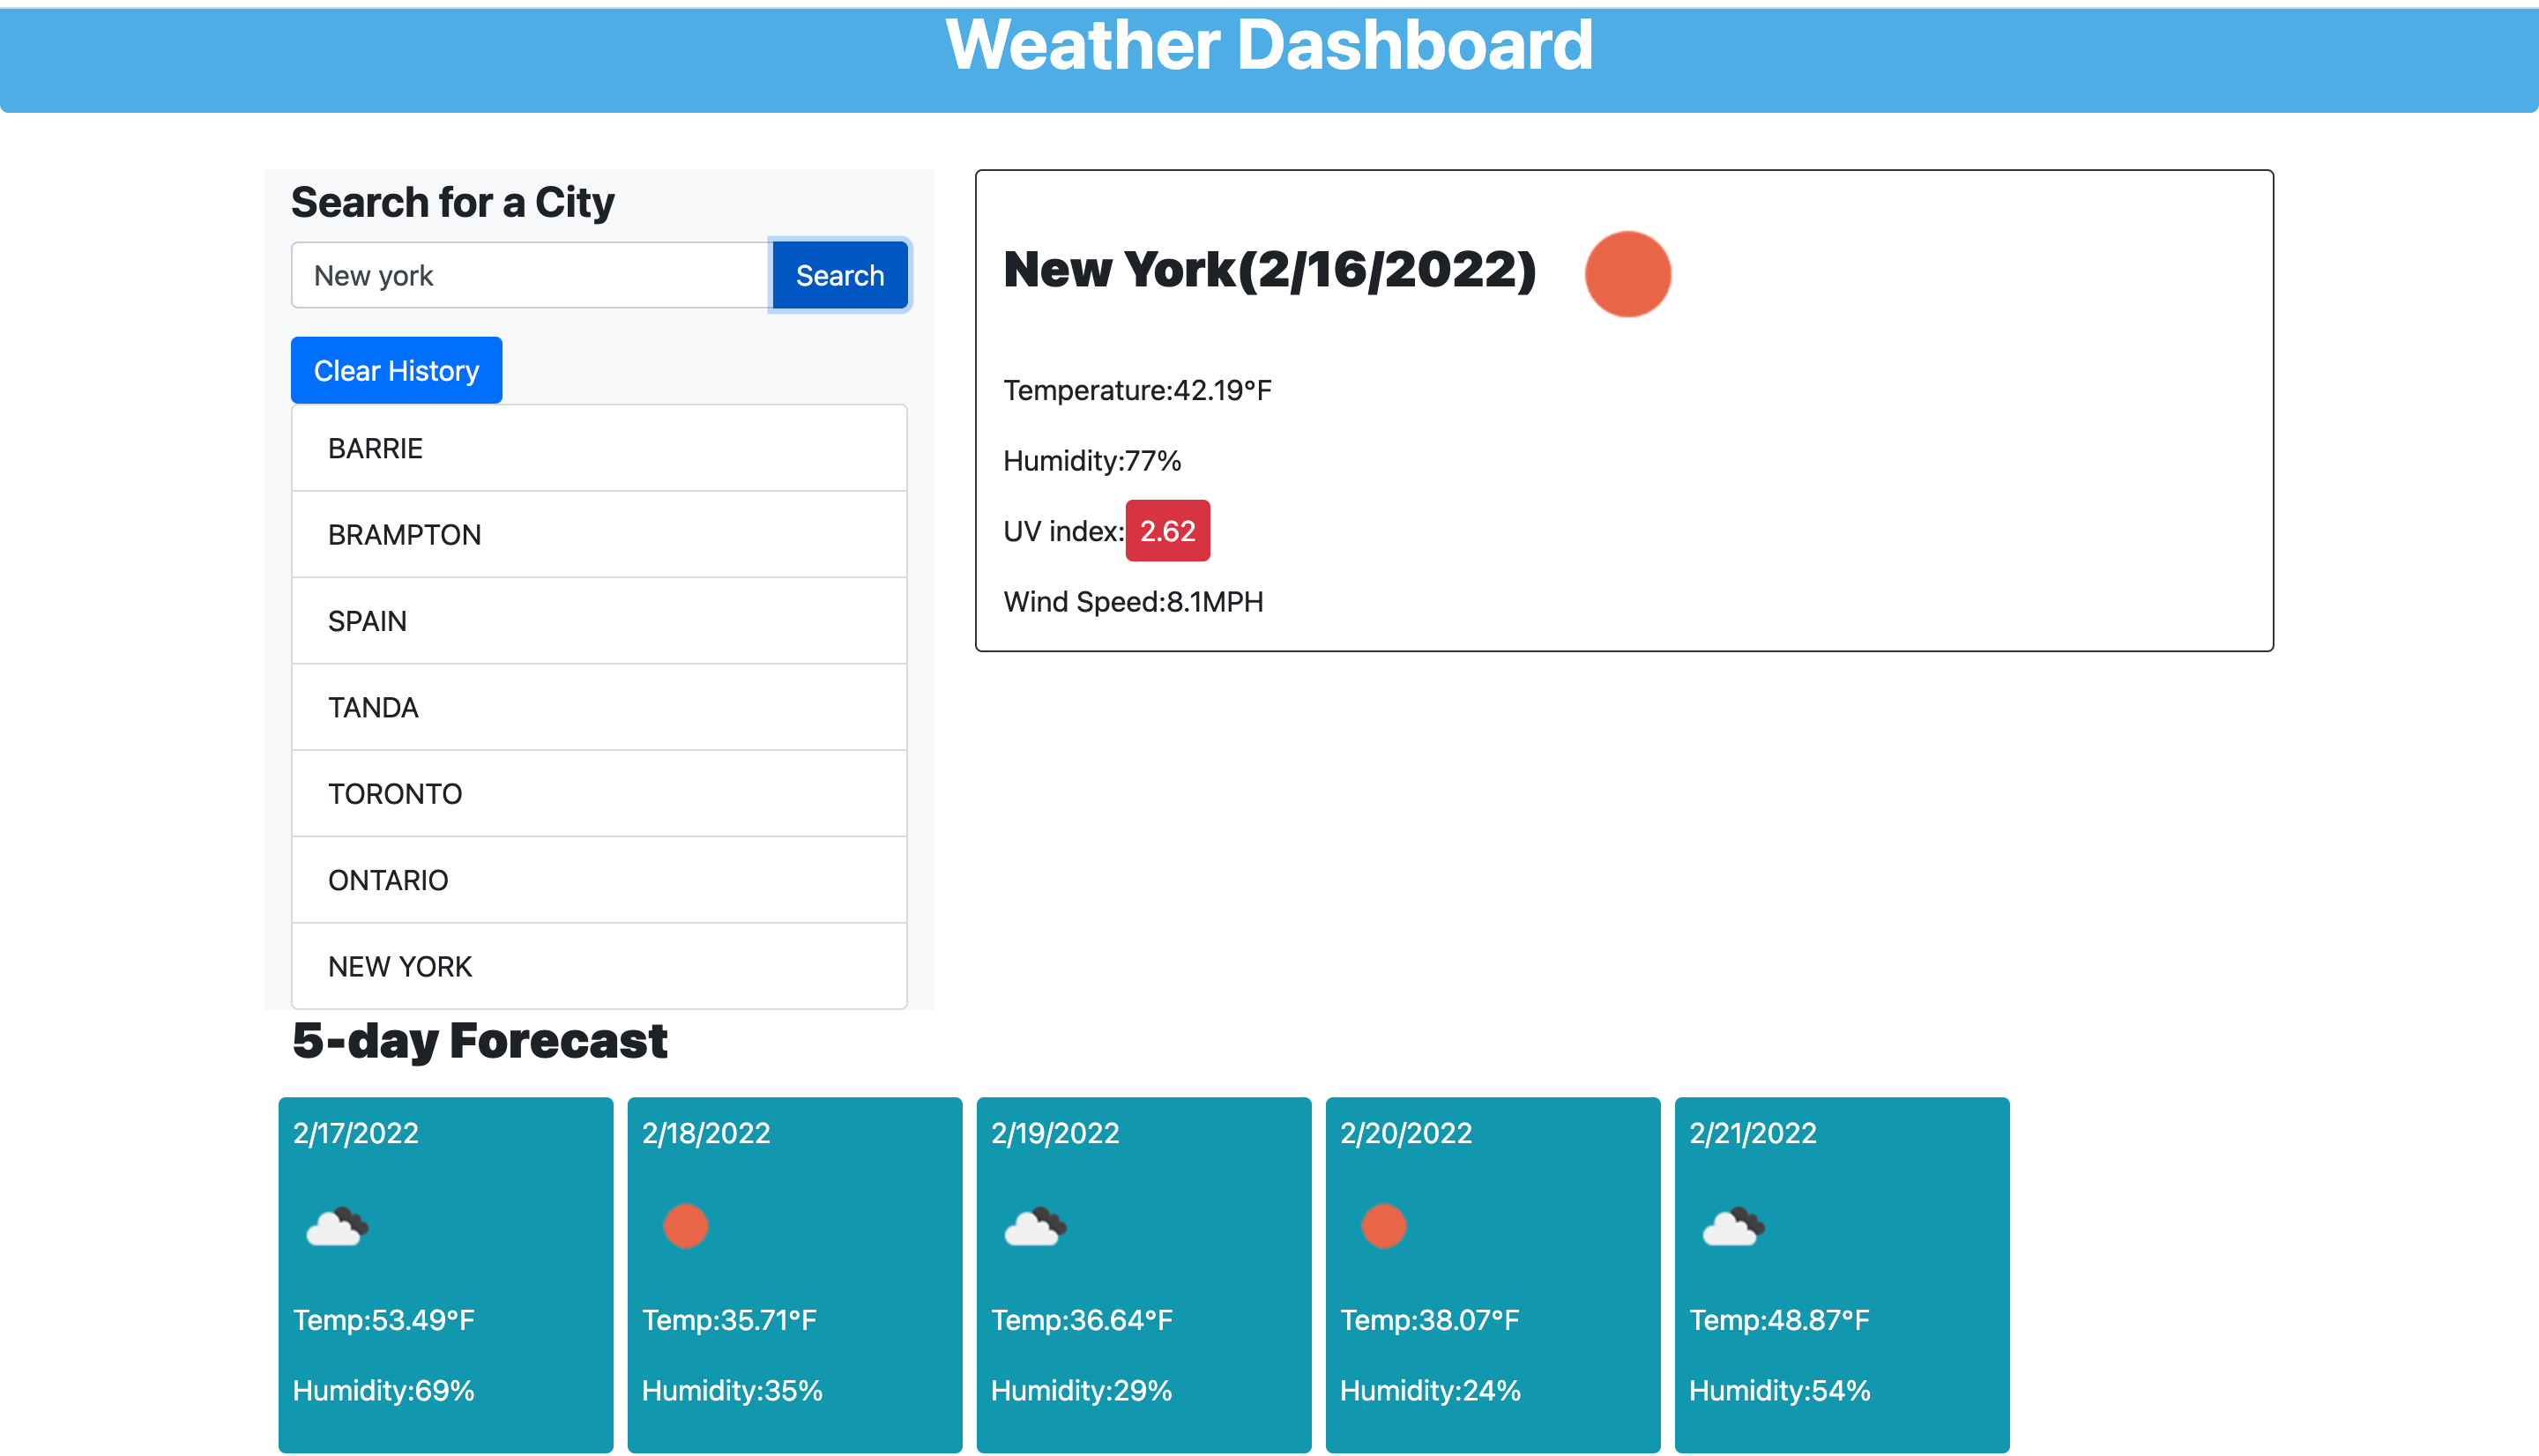 Weather Dashboard
Search for a City
New york
Search
Clear History
BARRIE
BRAMPTON
SPAIN
TANDA
TORONTO
ONTARIO
NEW YORK
New York(2/16/2022)
Temperature:42.19°F
Humidity:77%
UV index:2.62
Wind Speed:8.1MPH
5-day Forecast
2/17/2022
Temp:53.49°F
Humidity:69%
2/18/2022
Temp:35.71°F
Humidity:35%
2/19/2022
Temp:36.64°F
Humidity:29%
2/20/2022
Temp:38.07°F
Humidity:24%
2/21/2022
Temp:48.87°F
Humidity:54%